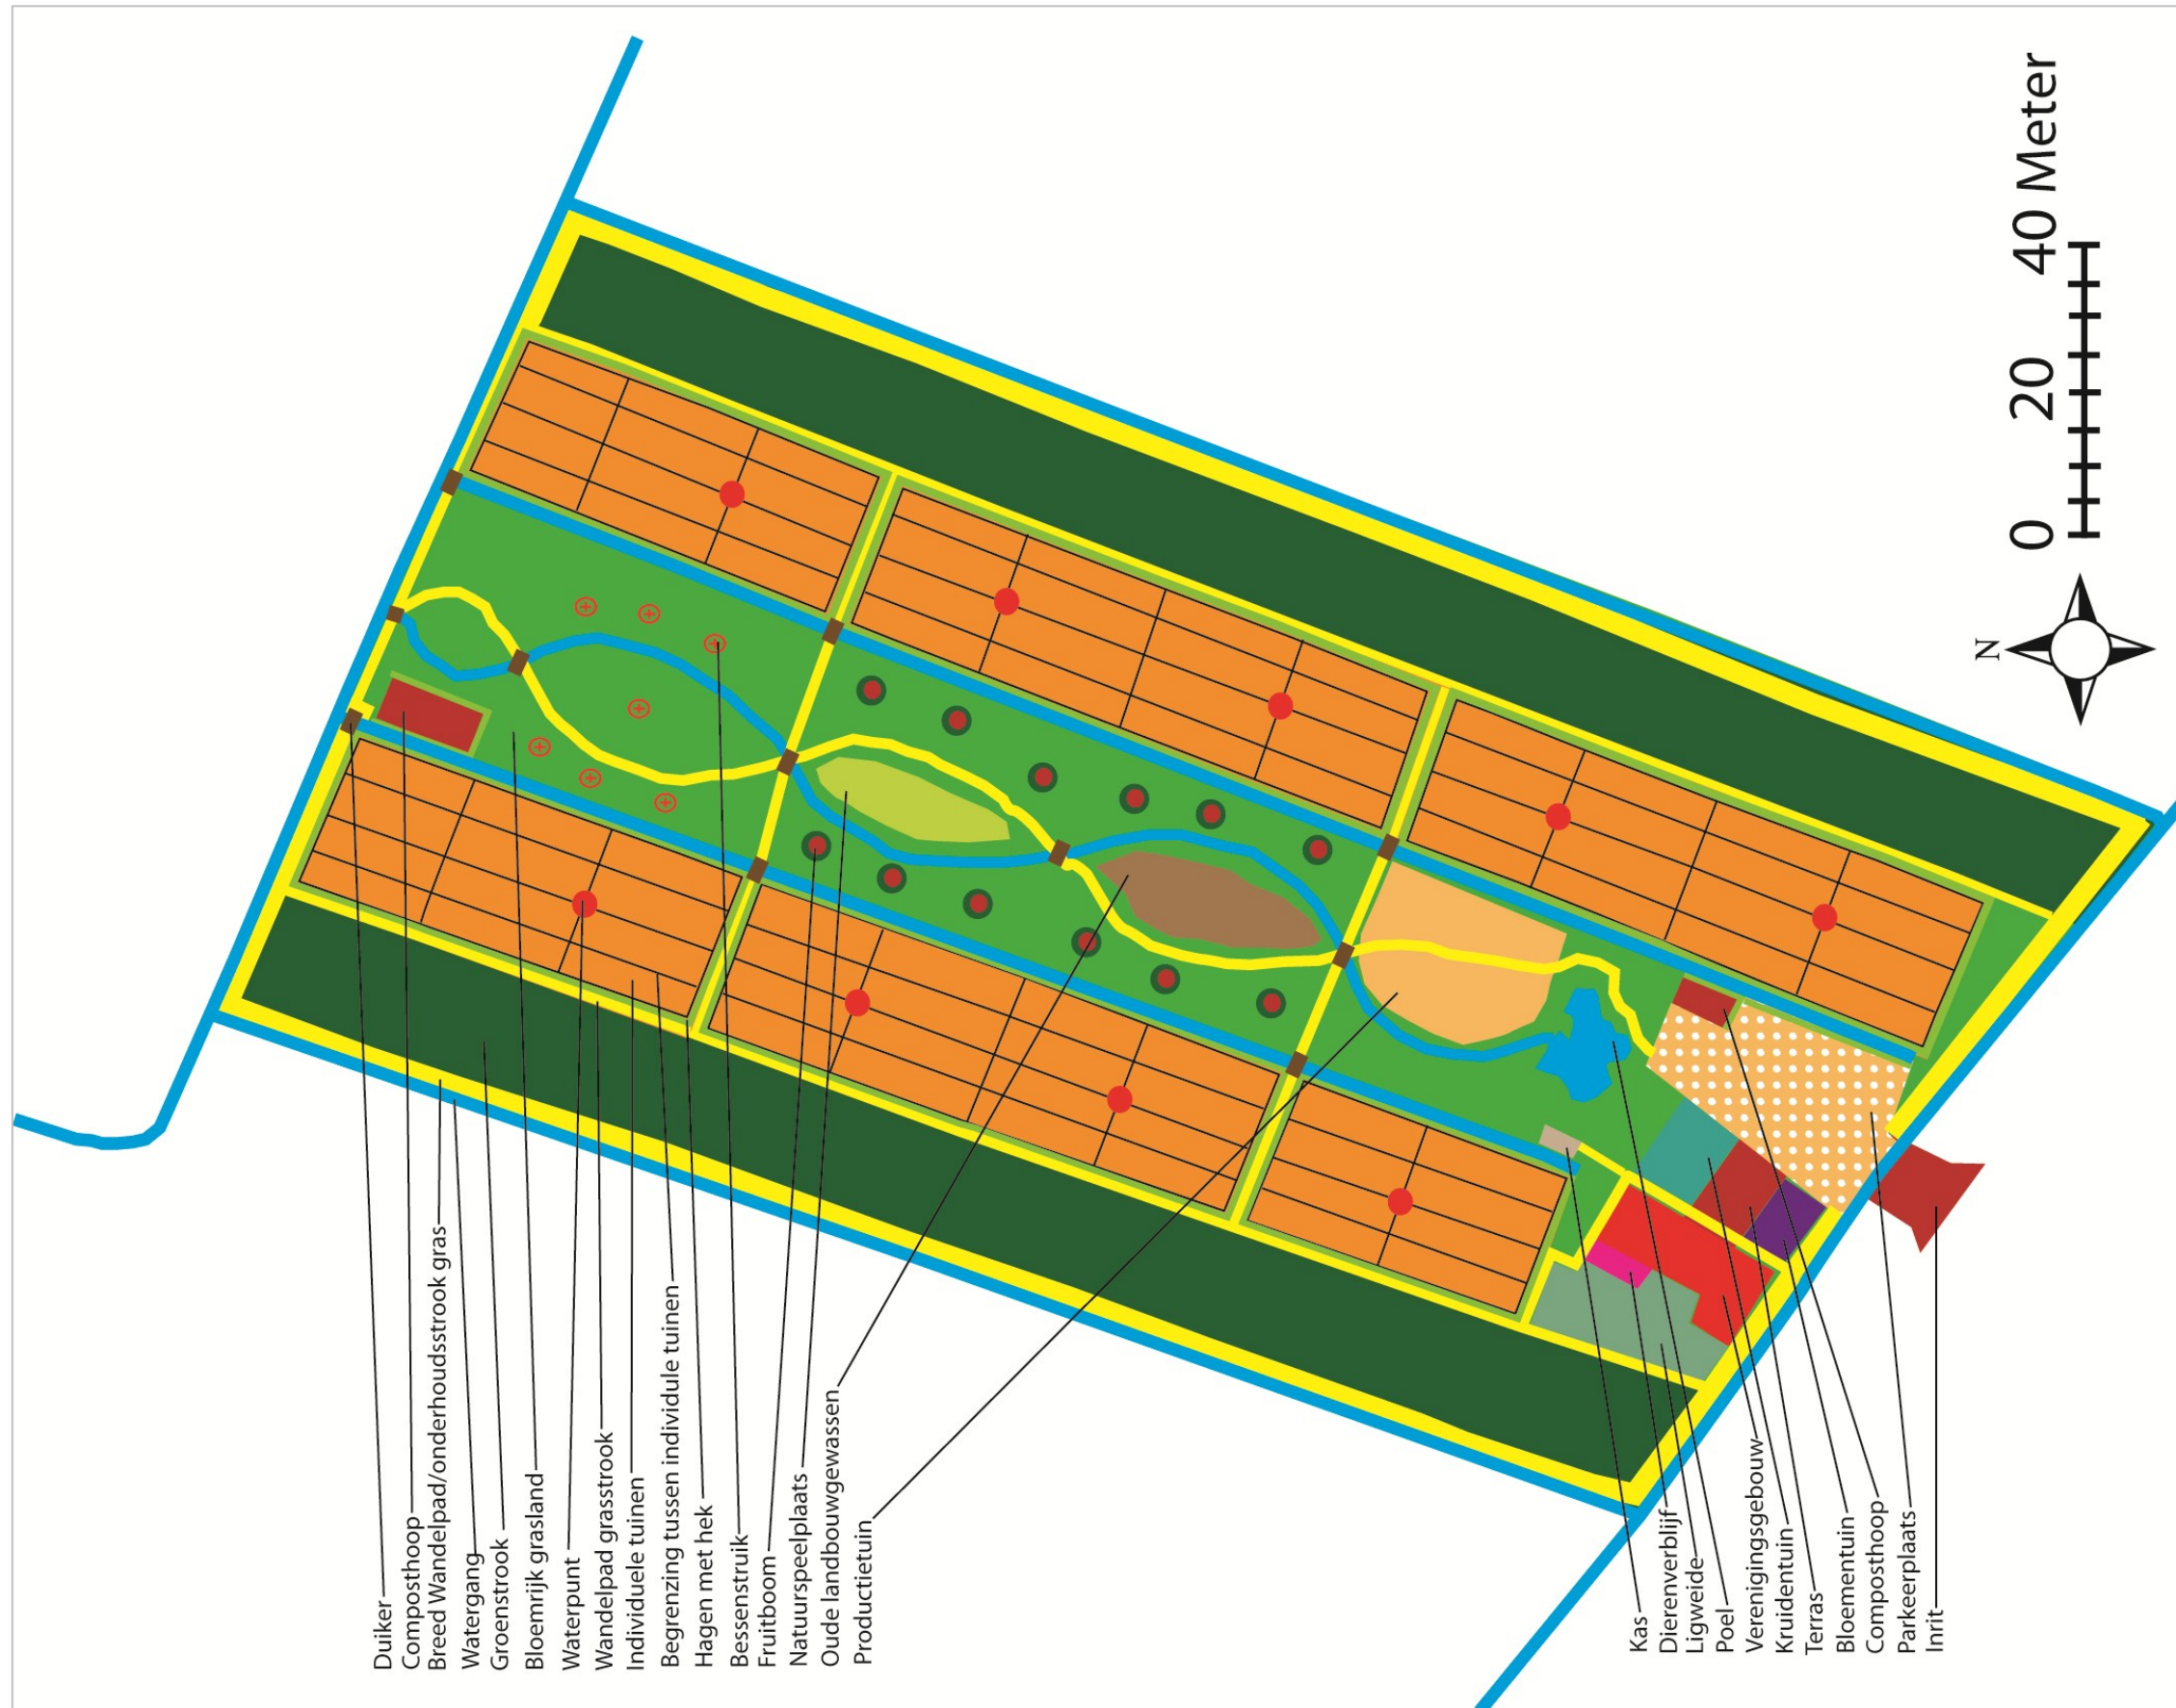 Duiker
Composthoop
Breed Wandelpad/onderhoudsstrook gras
Watergang
Groenstrook
Bloemrijk grasland
Waterpunt
Wandelpad grasstrook
Individuele tuinen
Begrenzing tussen individule tuinen
Hagen met hek
Bessenstruik
Fruitboom
Natuurspeelplaats
Oude landbouwgewassen
Productietuin
Kas
Dierenverblijf
Ligweide
Poel
Verenigingsgebouw
Kruidentuin
Terras
Bloementuin
Composthoop
Parkeerplaats
Inrit
N
0 20 40 Meter